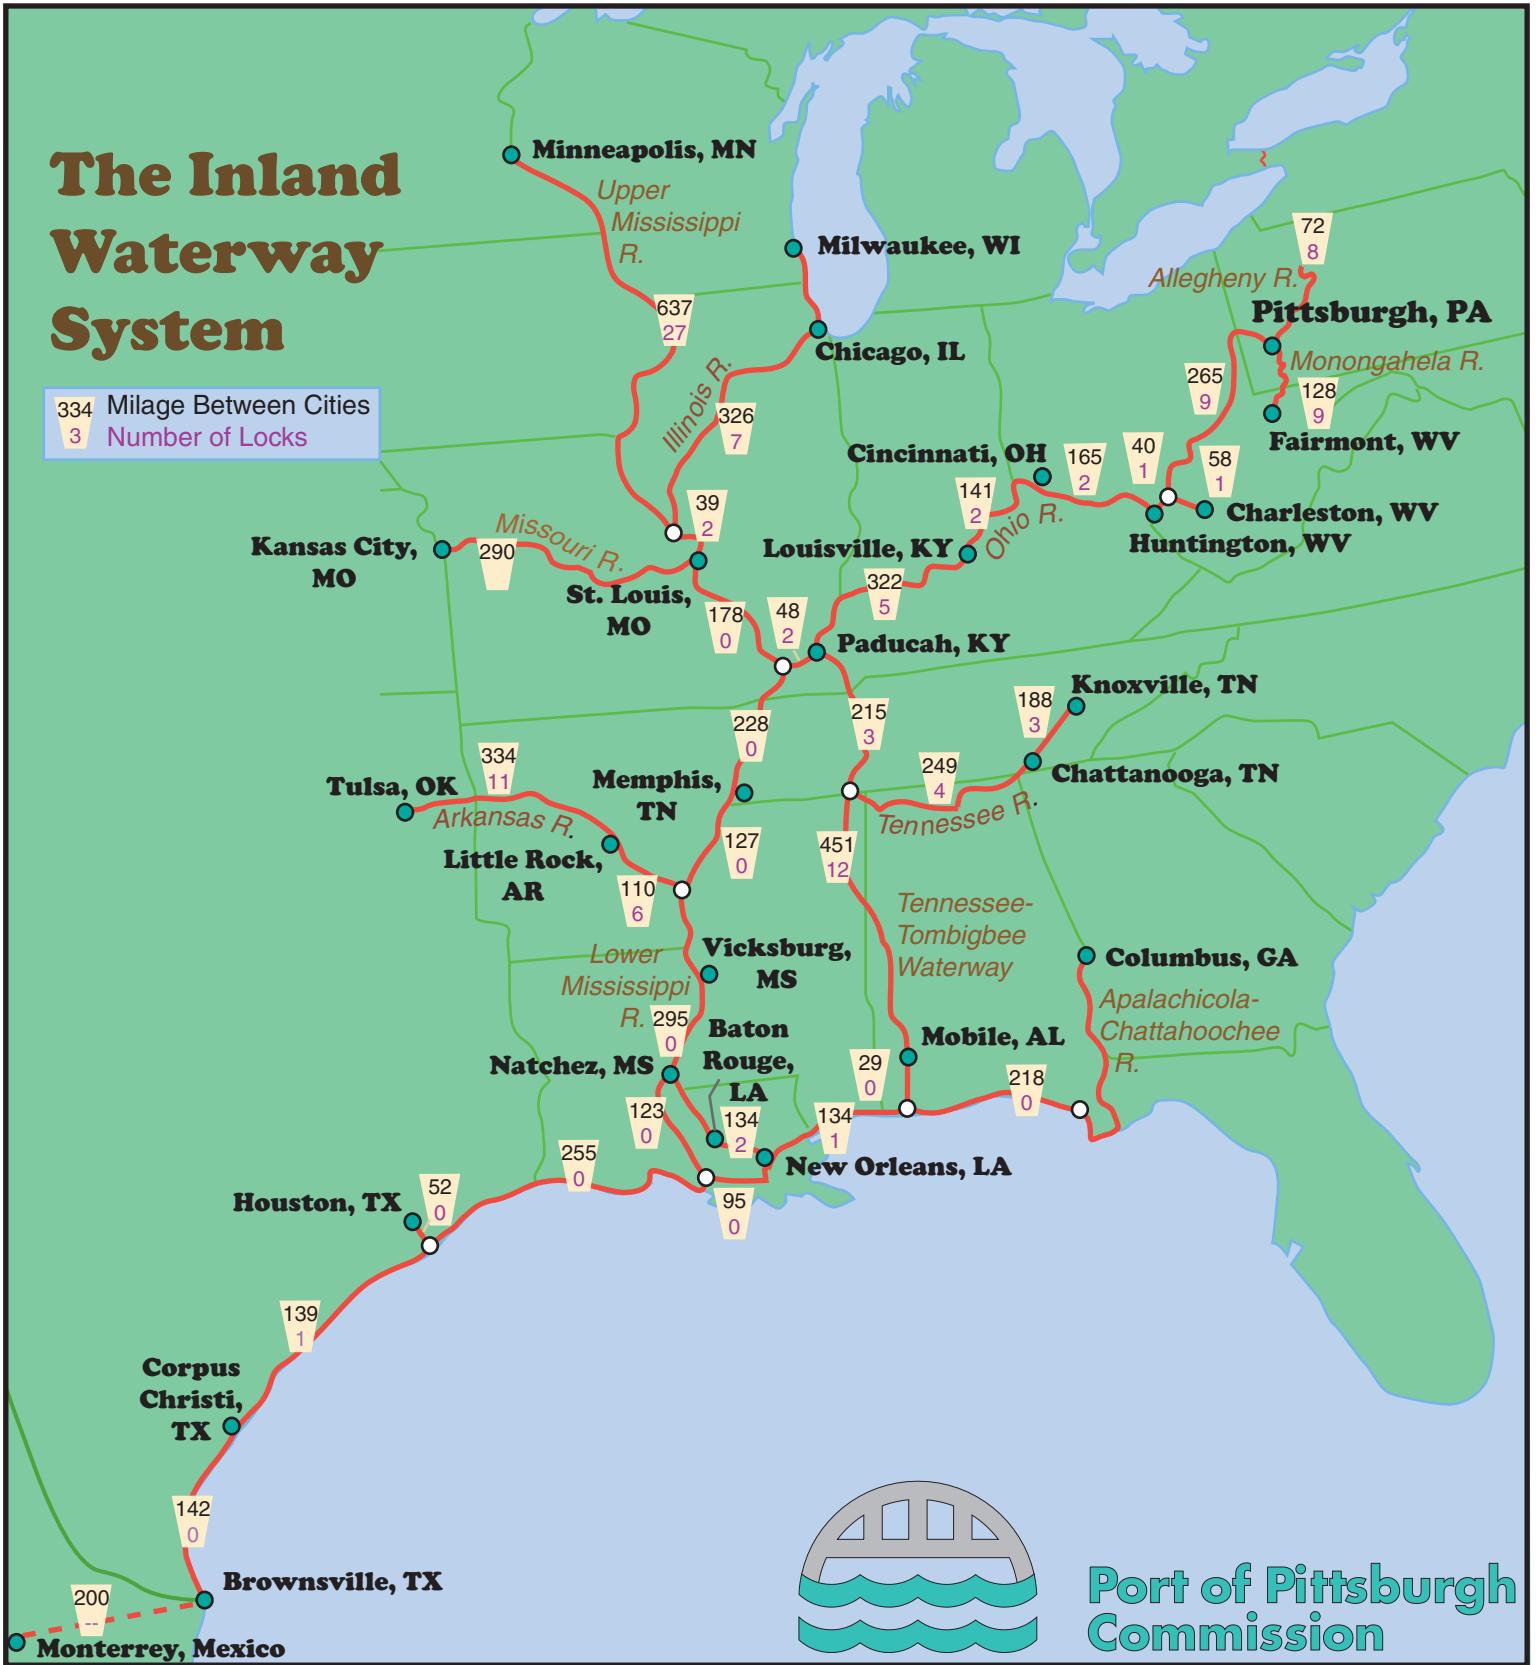 The Inland
Waterway
System
334 Milage Between Cities
3 Number of Locks
Minneapolis, MN
Upper
Mississippi
R.
637
27
Milwaukee, WI
Chicago, IL
Illinois R.
326
7
72
8
Allegheny R.
Pittsburgh, PA
Monongahela R.
265
9
128
9
Fairmont, WV
Cincinnati, OH
165
2
40
1
58
1
Charleston, WV
Huntington, WV
141
2
Ohio R.
Louisville, KY
322
5
39
2
Missouri R.
Kansas City,
MO
290
St. Louis,
MO
178
0
48
2
Paducah, KY
228
0
215
3
188
3
Knoxville, TN
249
4
Chattanooga, TN
Tennessee R.
334
11
Tulsa, OK
Arkansas R.
Memphis,
TN
Little Rock,
AR
127
0
110
6
451
12
Tennessee-
Tombigbee
Waterway
Lower
Mississippi
R.
Vicksburg,
MS
Columbus, GA
Apalachicola-
Chattahoochee
R.
295
0
Baton
Rouge,
LA
Natchez, MS
Mobile, AL
29
0
218
0
123
0
134
2
134
1
New Orleans, LA
255
0
95
0
Houston, TX
52
0
139
1
Corpus
Christi,
TX
142
0
Brownsville, TX
200
--
Monterrey, Mexico
Port of Pittsburgh
Commission